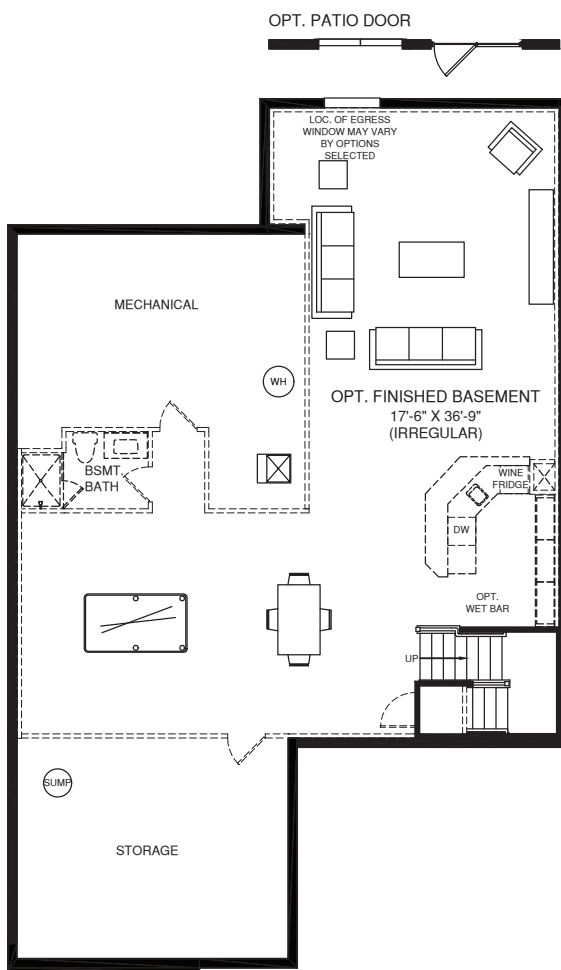 OPT. PATIO DOOR
LOC. OF EGRESS
WINDOW MAY VARY
BY OPTIONS
SELECTED
MECHANICAL
WH
OPT. FINISHED BASEMENT
17'-6" X 36'-9"
(IRREGULAR)
BSMT.
BATH
WINE
FRIDGE
DW
OPT.
WET BAR
UP
SUMP
STORAGE